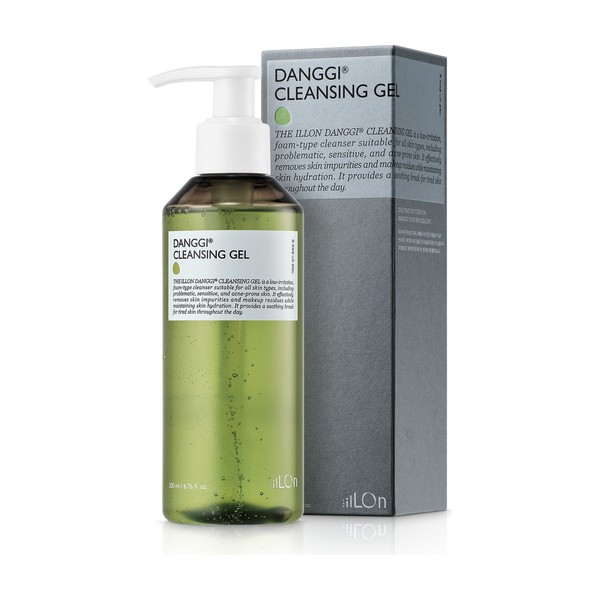 DANGGI®
CLEANSING GEL
THE ILLON DANGGI® CLEANSING GEL is a low-irritation,
foam-type cleanser suitable for all skin types, including
problematic, sensitive, and acne-prone skin. It effectively
removes skin impurities and makeup residues while
maintaining skin hydration. It provides a soothing break
for tired skin throughout the day.
200 ml / 6.76 fl. oz.
illOn
DANGGI®
CLEANSING GEL
THE ILLON DANGGI® CLEANSING GEL is a low-irritation,
foam-type cleanser suitable for all skin types, including
problematic, sensitive, and acne-prone skin. It effectively
removes skin impurities and makeup residues while
skin hydration. It provides a soothing break for tired skin
throughout the day.
illOn